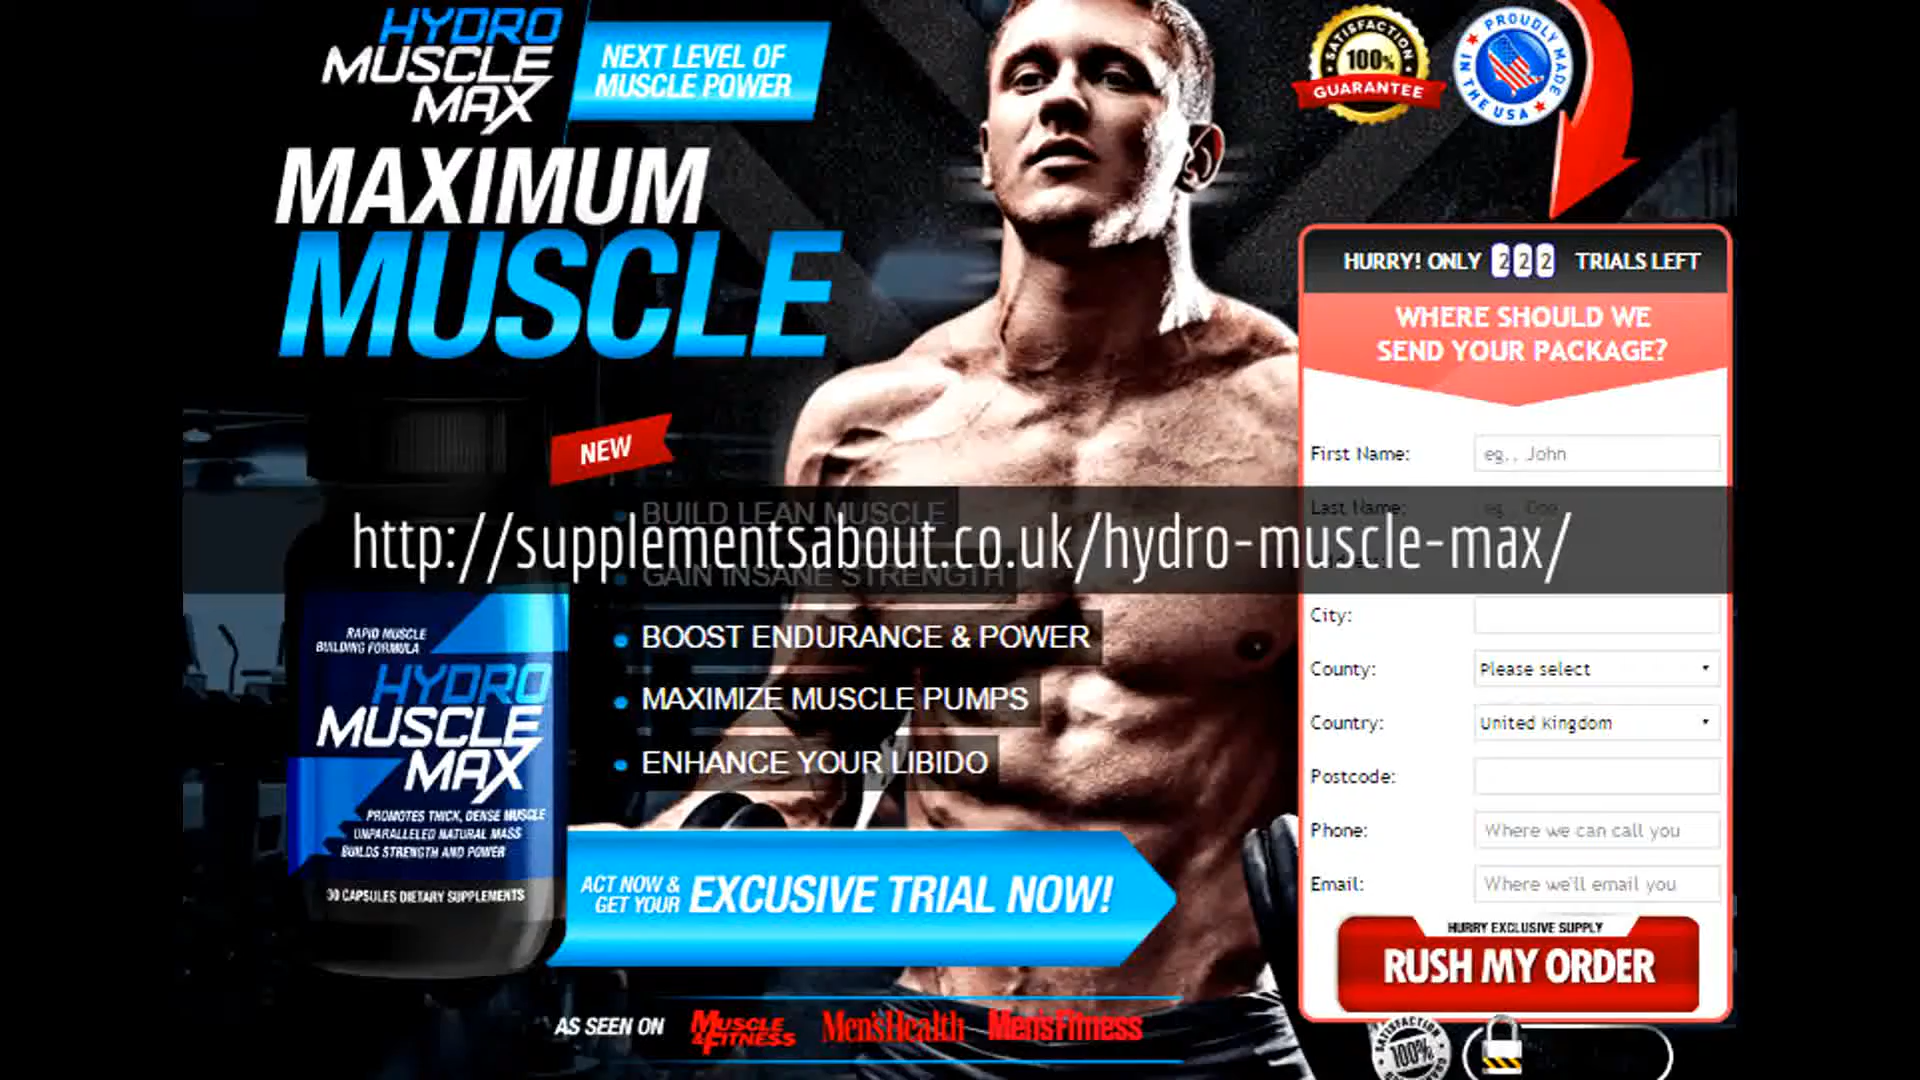 HYDRO
MUSCLE
MAX
NEXT LEVEL OF
MUSCLE POWER
MAXIMUM
MUSCLE
SATISFACTION
100%
GUARANTEE
PROUDLY MADE
IN THE USA
HURRY! ONLY 222 TRIALS LEFT
WHERE SHOULD WE
SEND YOUR PACKAGE?
NEW
First Name: eg., John
BUILD LEAN MUSCLE
Last Name: eg., Doe
http://supplementsabout.co.uk/hydro-muscle-max/
GAIN INSANE STRENGTH
City:
BOOST ENDURANCE & POWER
County: Please select
MAXIMIZE MUSCLE PUMPS
Country: United Kingdom
ENHANCE YOUR LIBIDO
Postcode:
Phone: Where we can call you
Email: Where we'll email you
RAPID MUSCLE
BUILDING FORMULA
HYDRO
MUSCLE
MAX
PROMOTES THICK, DENSE MUSCLE
UNPARALLELED NATURAL MASS
BUILDS STRENGTH AND POWER
30 CAPSULES DIETARY SUPPLEMENTS
ACT NOW &
GET YOUR
EXCUSIVE TRIAL NOW!
HURRY EXCLUSIVE SUPPLY
RUSH MY ORDER
AS SEEN ON
MUSCLE
&FITNESS
Men'sHealth
Men'sFitness
SATISFACTION
100%